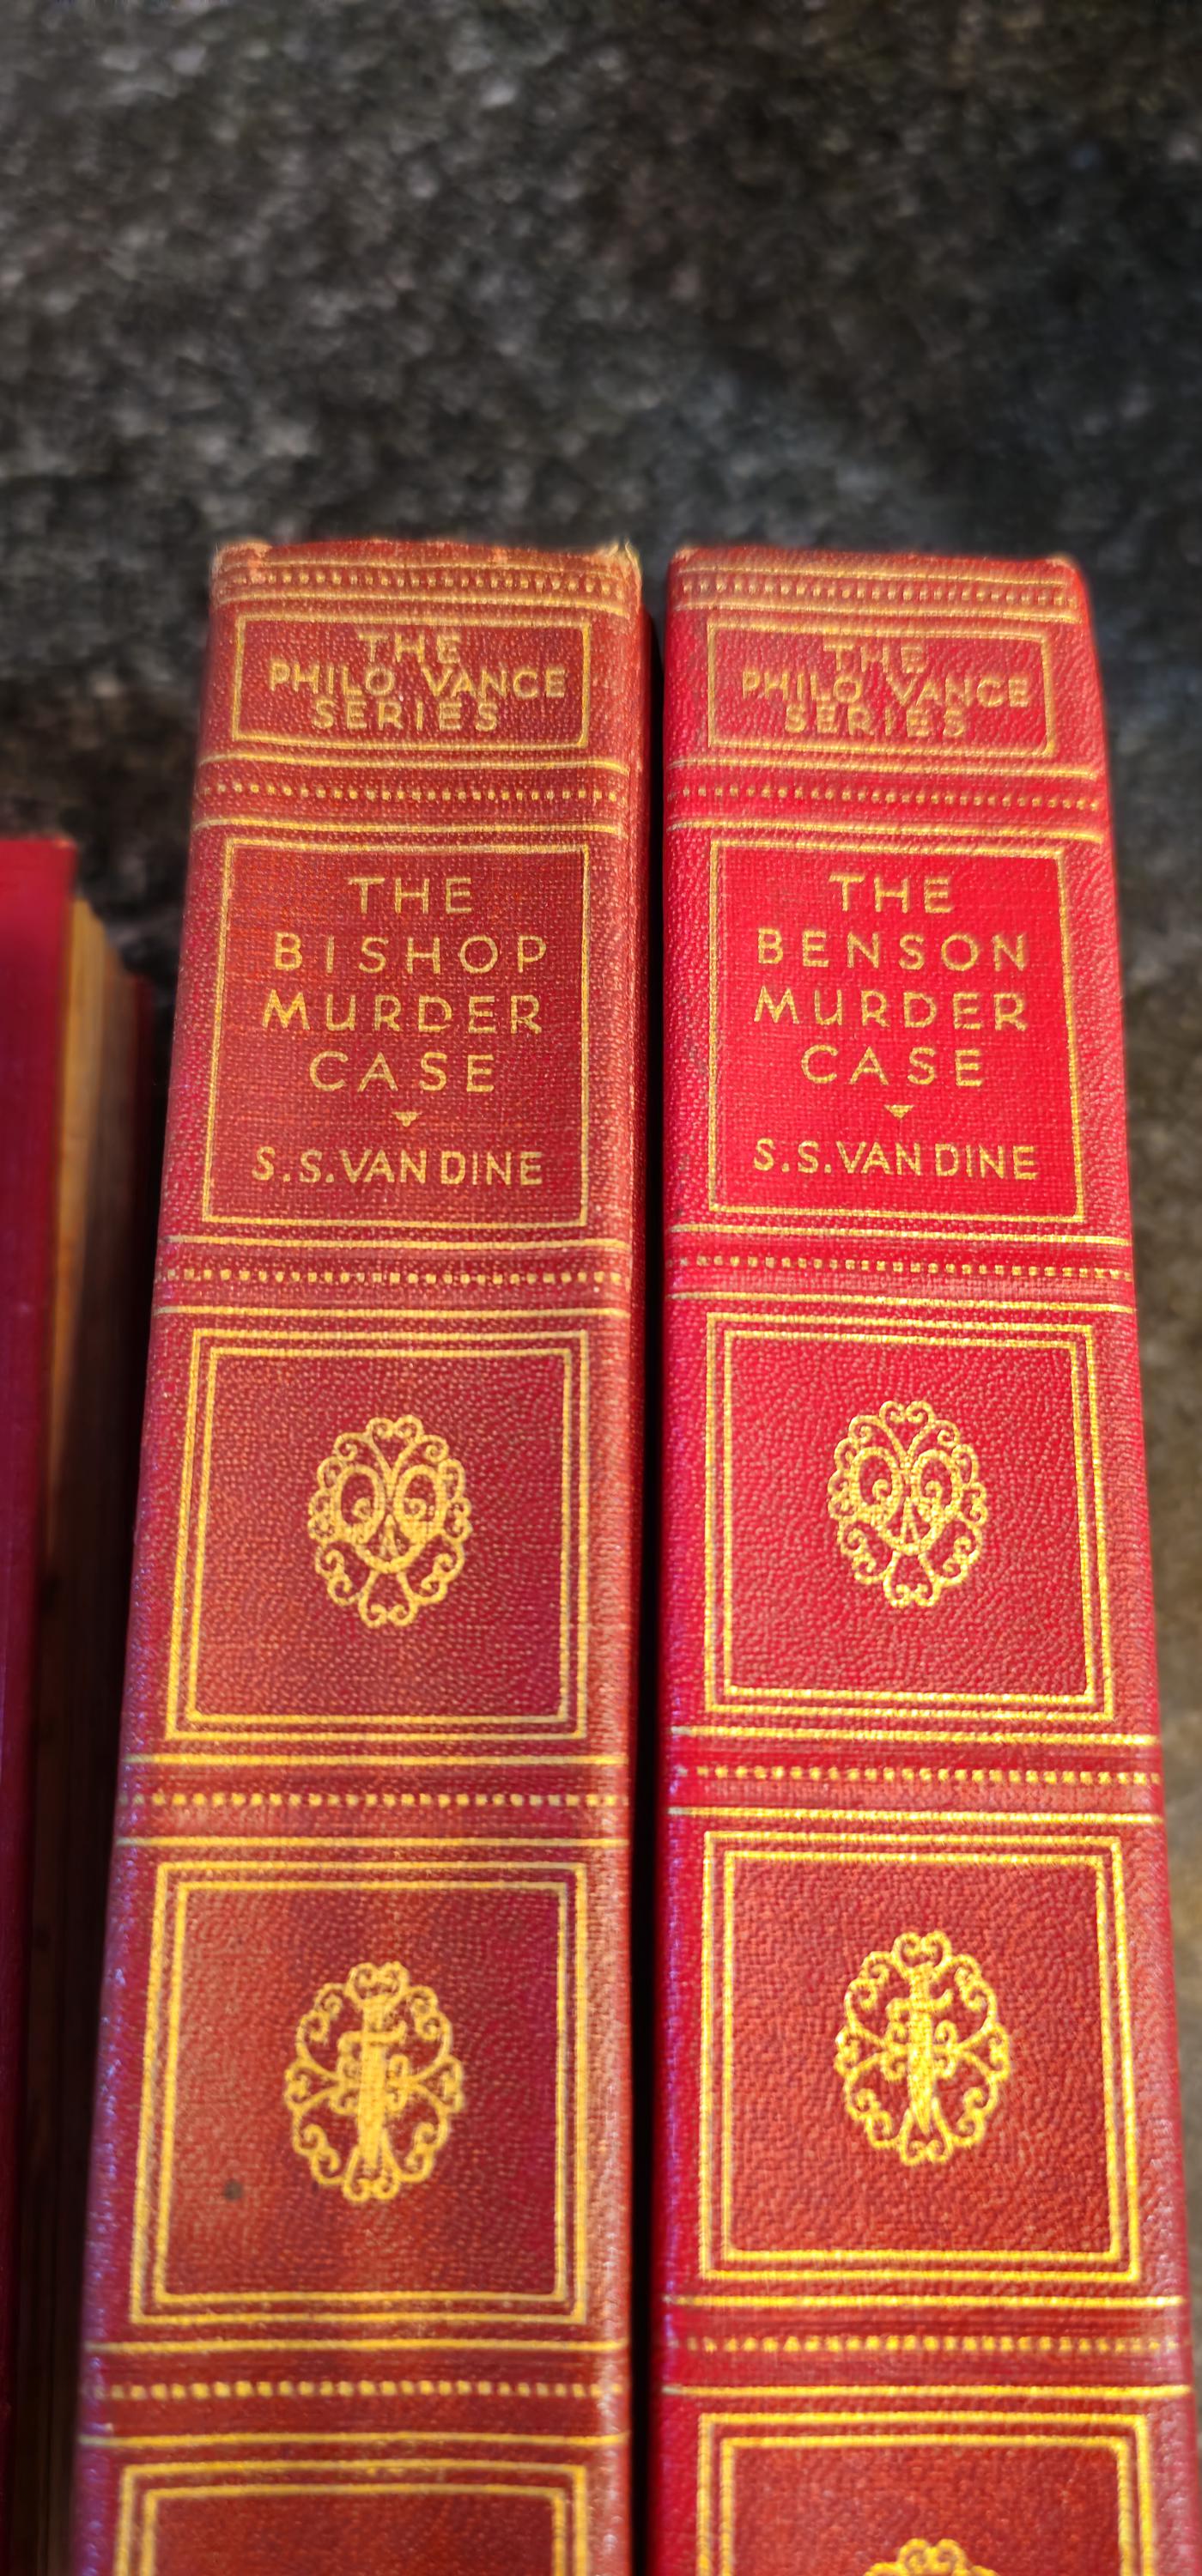 THE
PHILO VANCE
SERIES
THE
BISHOP
MURDER
CASE
S.S. VAN DINE
THE
PHILO VANCE
SERIES
THE
BENSON
MURDER
CASE
S.S. VAN DINE